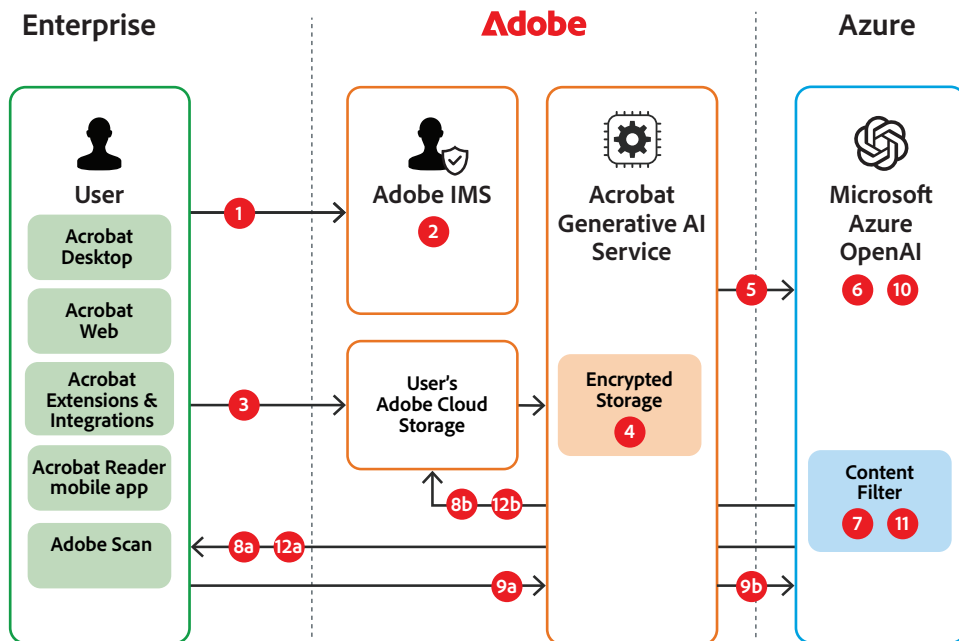 Enterprise
Adobe
Azure
User
Acrobat
Desktop
Acrobat
Web
Acrobat
Extensions &
Integrations
Acrobat Reader
mobile app
Adobe Scan
1
3
Adobe IMS
2
User's
Adobe Cloud
Storage
8b
12b
8a
12a
9a
Acrobat
Generative AI
Service
Encrypted
Storage
4
5
9b
Microsoft
Azure
OpenAI
6
10
Content
Filter
7
11